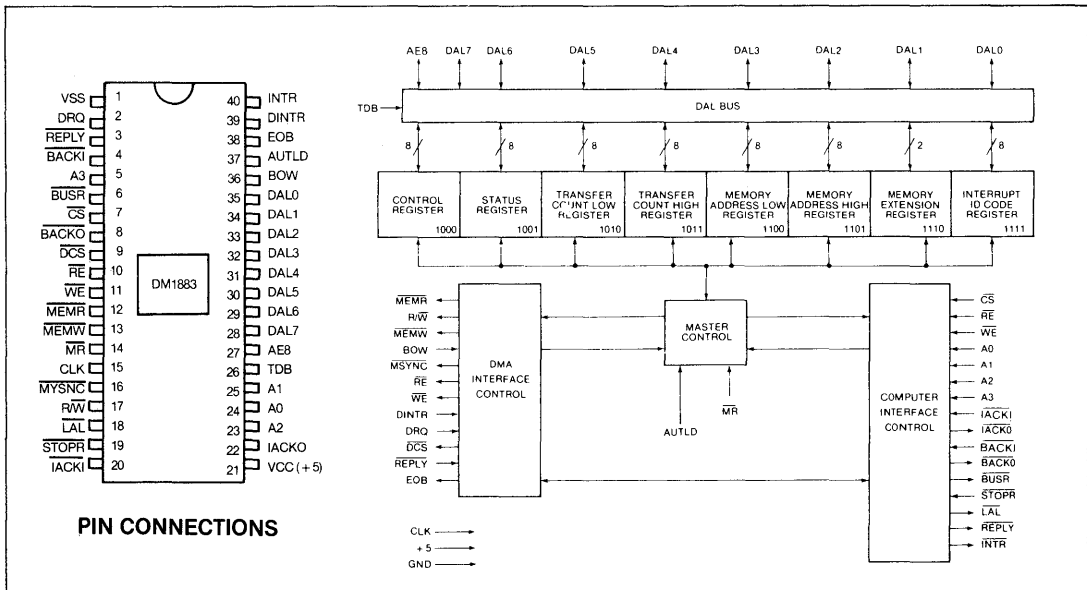 VSS 1
DRQ 2
REPLY 3
BACKI 4
A3 5
BUSR 6
CS 7
BACKO 8
DCS 9
RE 10
WE 11
MEMR 12
MEMW 13
MR 14
CLK 15
MYSNC 16
R/W 17
LAL 18
STOPR 19
IACKI 20
DM1883
40 INTR
39 DINTR
38 EOB
37 AUTLD
36 BOW
35 DAL0
34 DAL1
33 DAL2
32 DAL3
31 DAL4
30 DAL5
29 DAL6
28 DAL7
27 AE8
26 TDB
25 A1
24 A0
23 A2
22 IACKO
21 VCC (+5)
PIN CONNECTIONS
AE8 DAL7 DAL6 DAL5 DAL4 DAL3 DAL2 DAL1 DAL0
TDB
DAL BUS
8 8 8 8 8 8 2 8
CONTROL
REGISTER
1000
STATUS
REGISTER
1001
TRANSFER
COUNT LOW
REGISTER
1010
TRANSFER
COUNT HIGH
REGISTER
1011
MEMORY
ADDRESS LOW
REGISTER
1100
MEMORY
ADDRESS HIGH
REGISTER
1101
MEMORY
EXTENSION
REGISTER
1110
INTERRUPT
ID CODE
REGISTER
1111
MEMR
R/W
MEMW
BOW
MSYNC
RE
WE
DINTR
DRQ
DCS
REPLY
EOB
DMA
INTERFACE
CONTROL
MASTER
CONTROL
MR
AUTLD
COMPUTER
INTERFACE
CONTROL
CS
RE
WE
A0
A1
A2
A3
IACKI
IACK0
BACKI
BACK0
BUSR
STOPR
LAL
REPLY
INTR
CLK
+5
GND